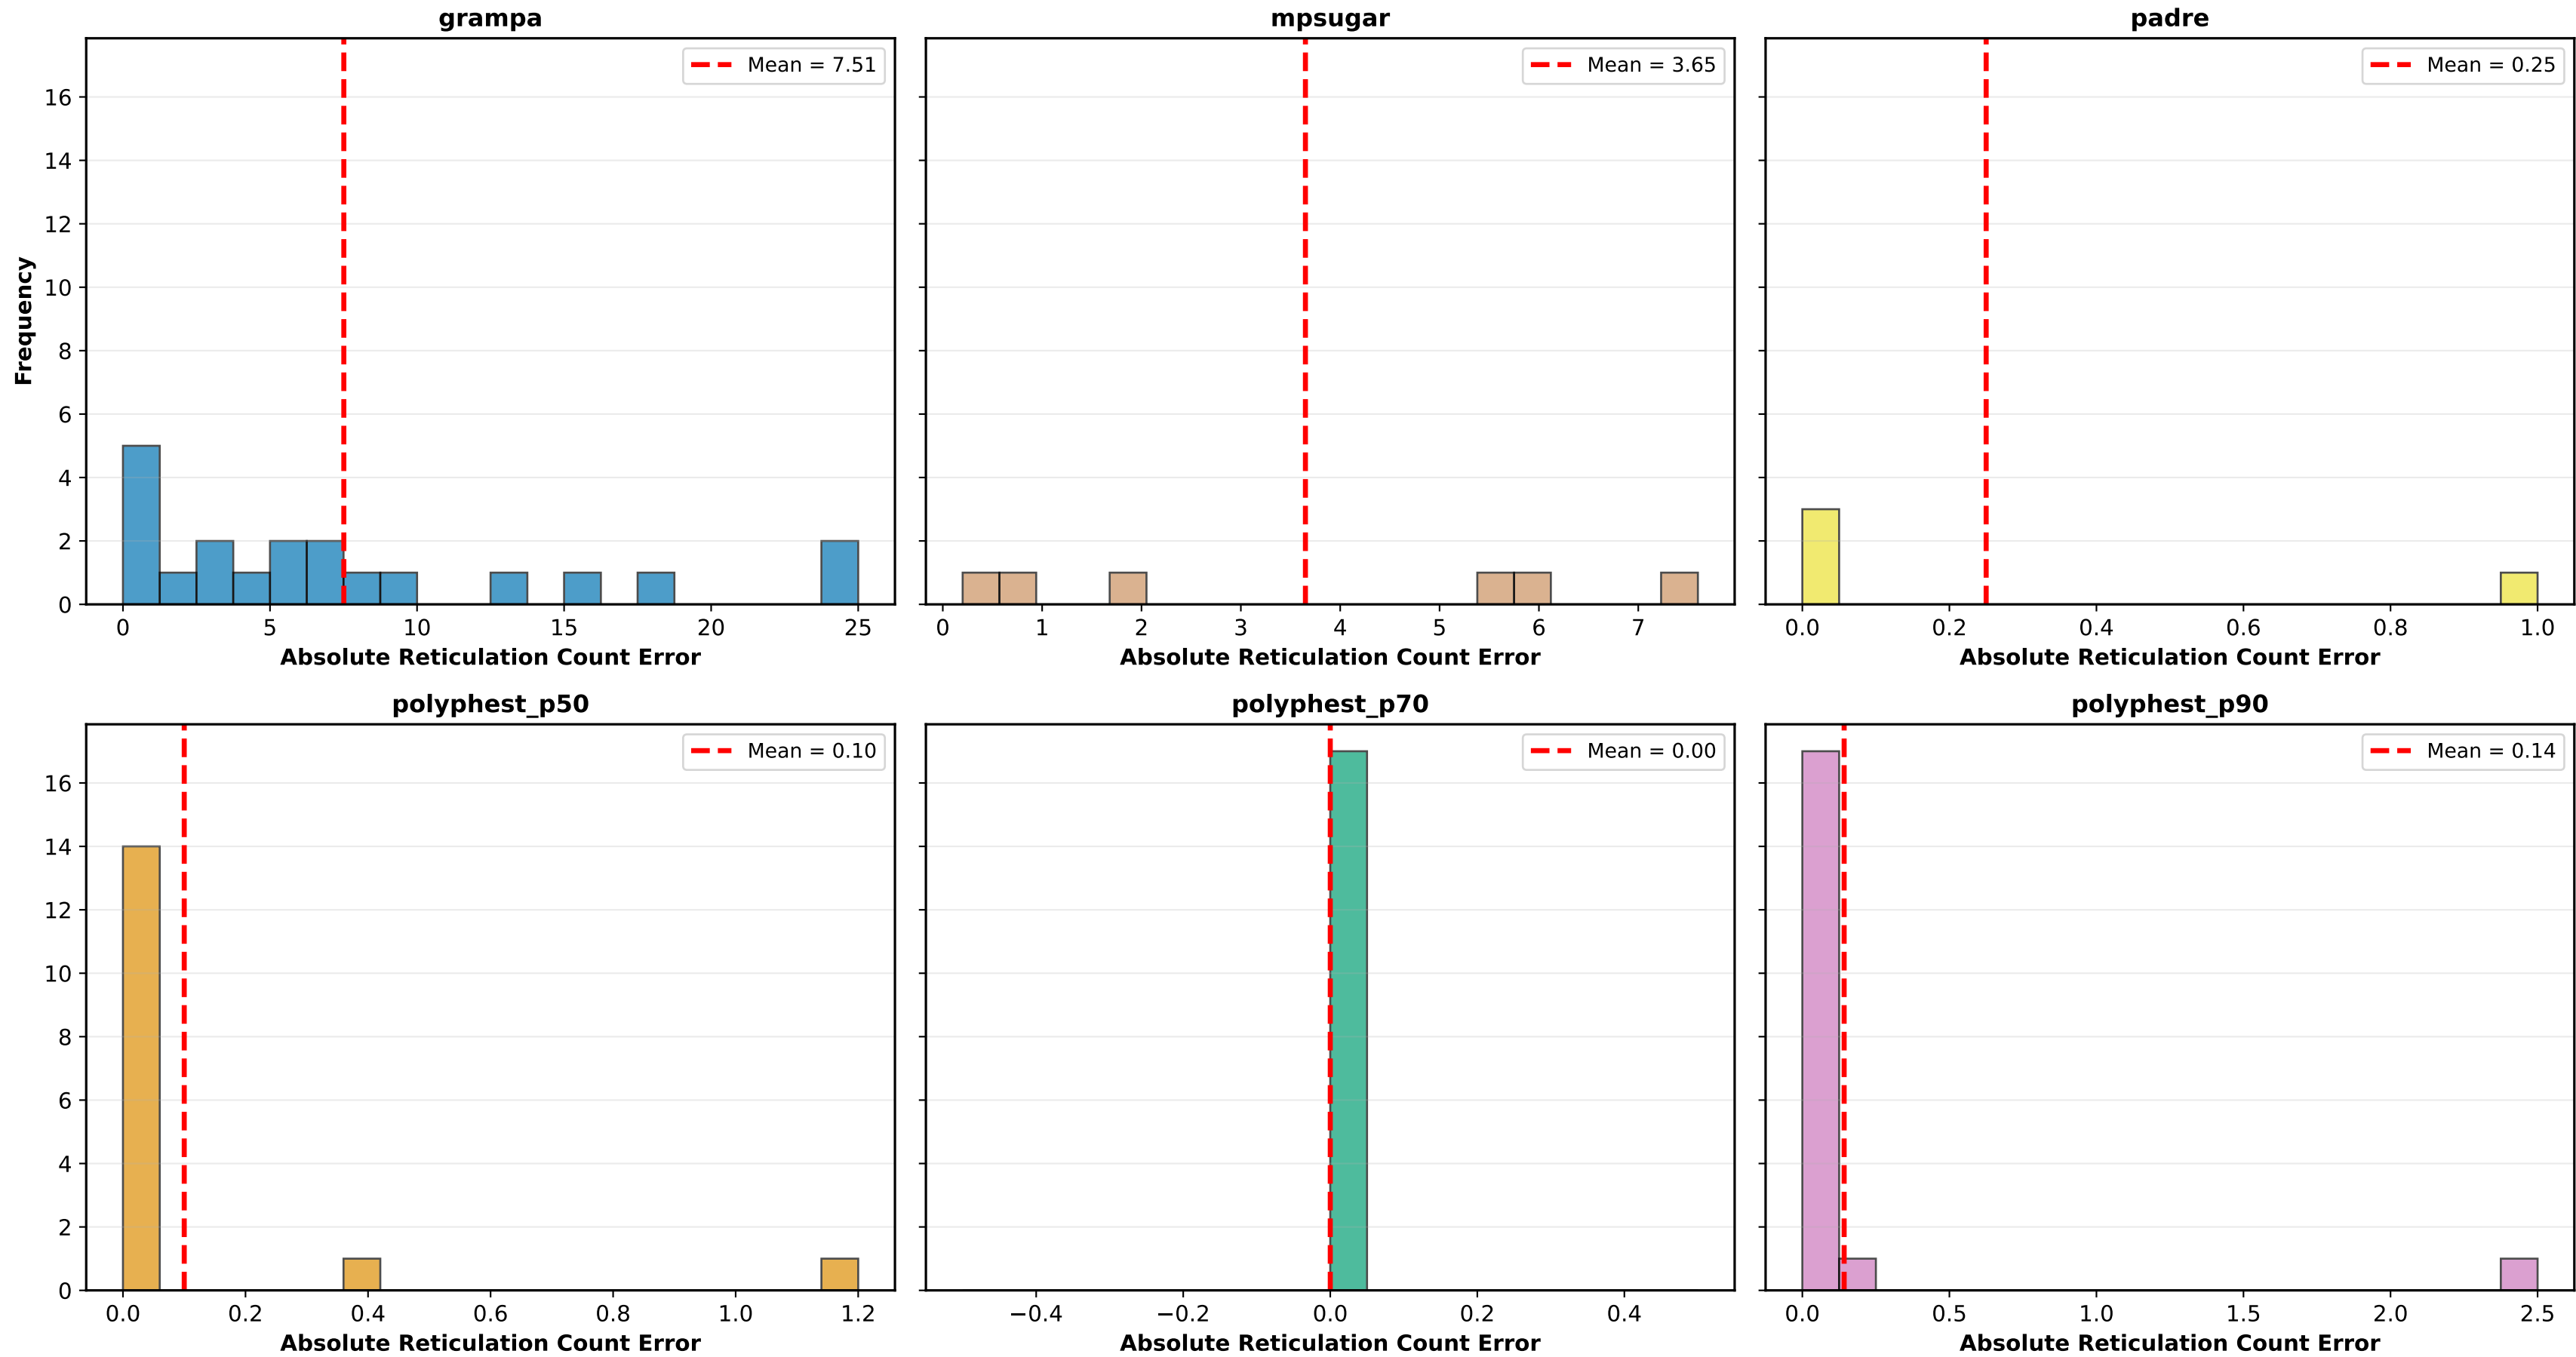 grampa
mpsugar
padre
Mean = 7.51
Mean = 3.65
Mean = 0.25
Frequency
16
14
12
10
8
6
4
2
0
0 5 10 15 20 25
0 1 2 3 4 5 6 7
0.0 0.2 0.4 0.6 0.8 1.0
Absolute Reticulation Count Error
Absolute Reticulation Count Error
Absolute Reticulation Count Error
polyphest_p50
polyphest_p70
polyphest_p90
Mean = 0.10
Mean = 0.00
Mean = 0.14
16
14
12
10
8
6
4
2
0
0.0 0.2 0.4 0.6 0.8 1.0 1.2
−0.4 −0.2 0.0 0.2 0.4
0.0 0.5 1.0 1.5 2.0 2.5
Absolute Reticulation Count Error
Absolute Reticulation Count Error
Absolute Reticulation Count Error